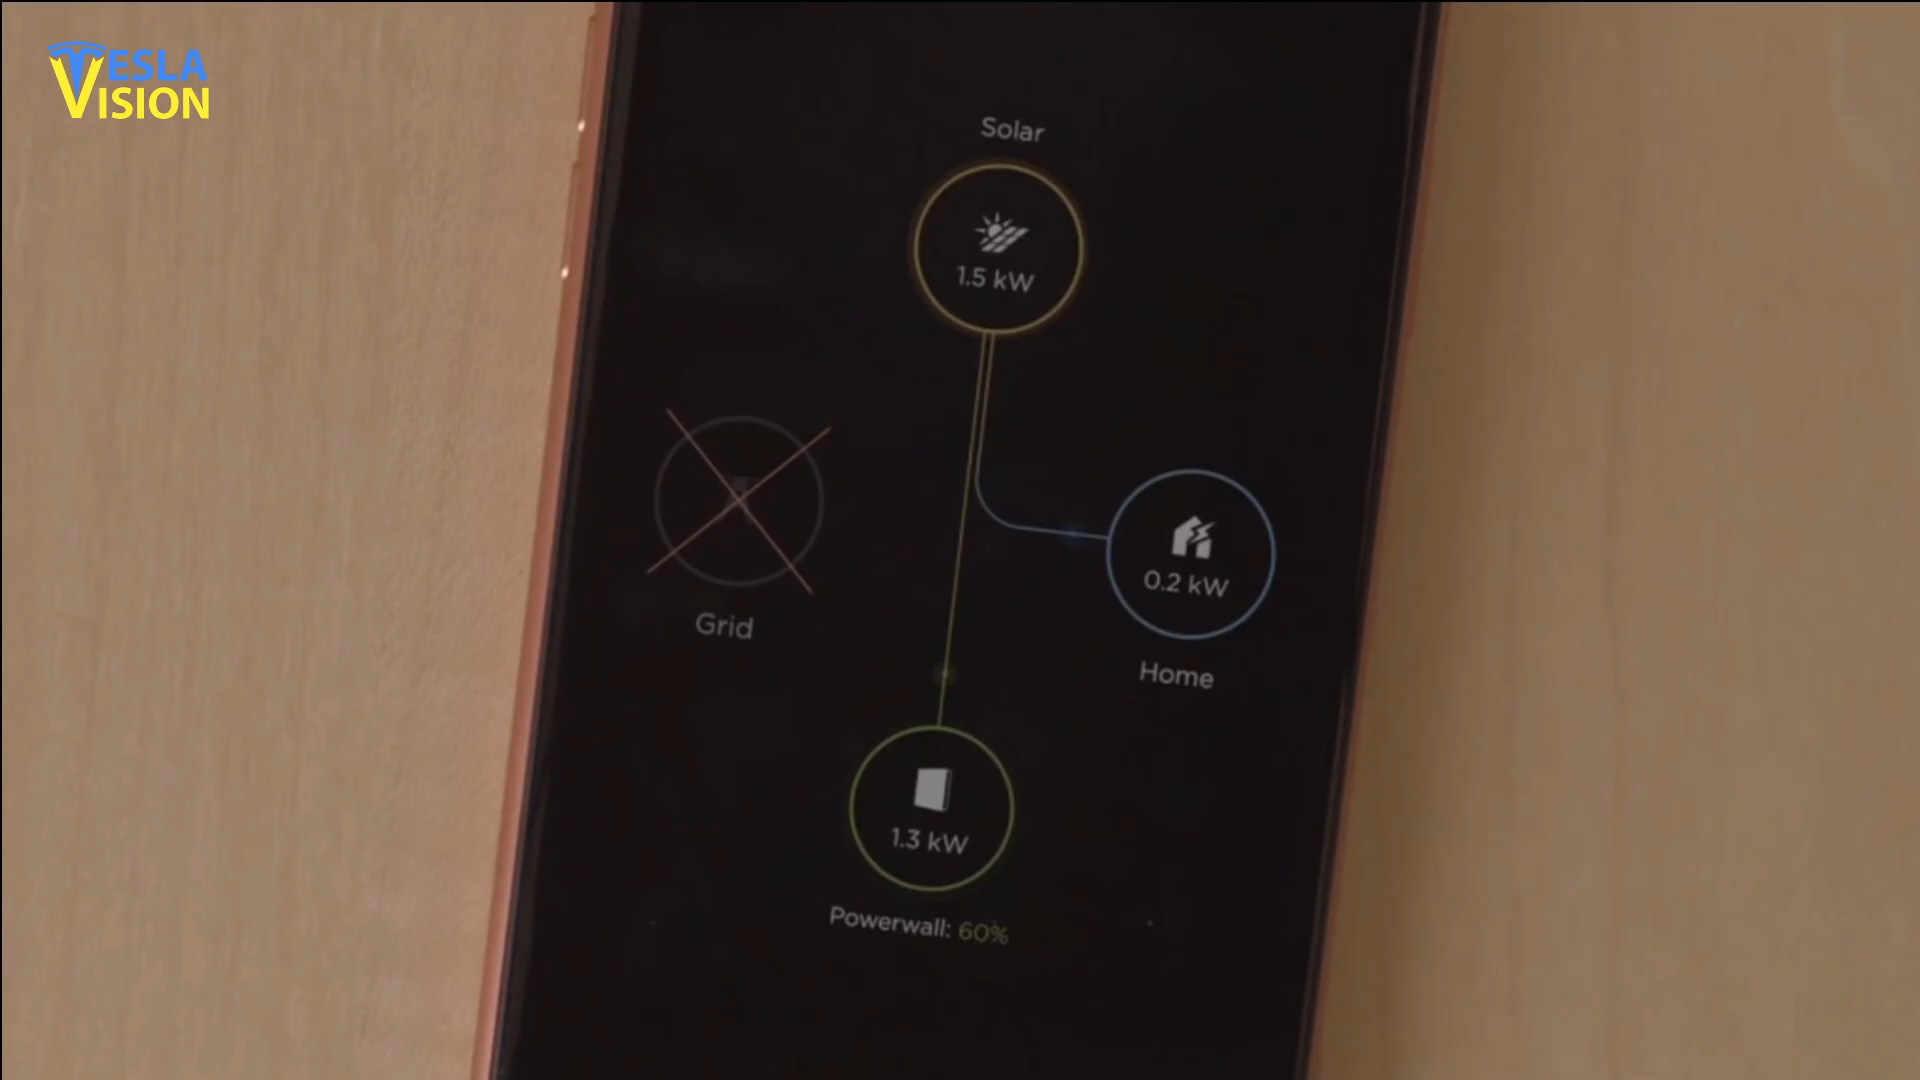 TESLA
VISION
Solar
1.5 kW
Grid
0.2 kW
Home
1.3 kW
Powerwall: 60%